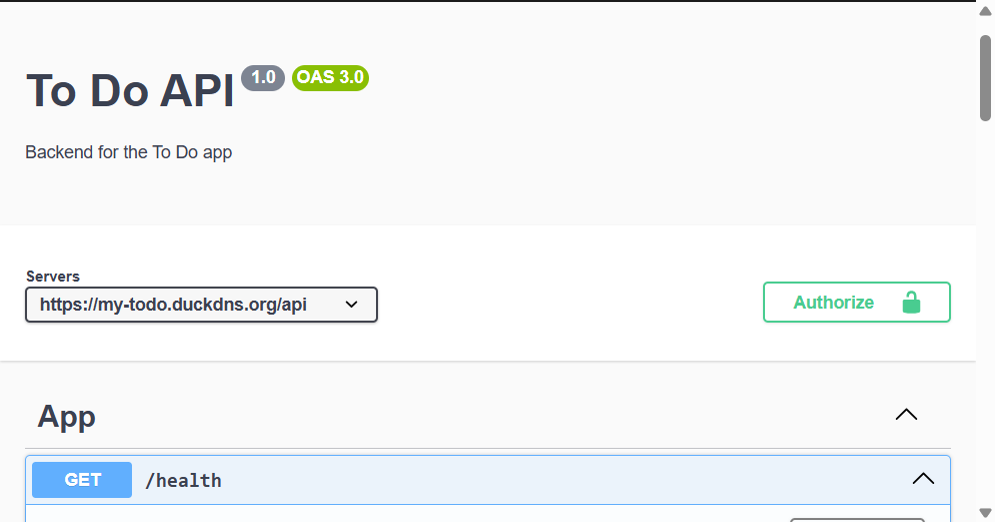 To Do API 1.0 OAS 3.0
Backend for the To Do app
Servers
https://my-todo.duckdns.org/api
Authorize
App
GET /health